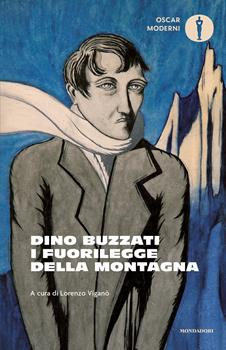 OSCAR
MODERNI
DINO BUZZATI
I FUORILEGGE
DELLA MONTAGNA
A cura di Lorenzo Viganò
MONDADORI